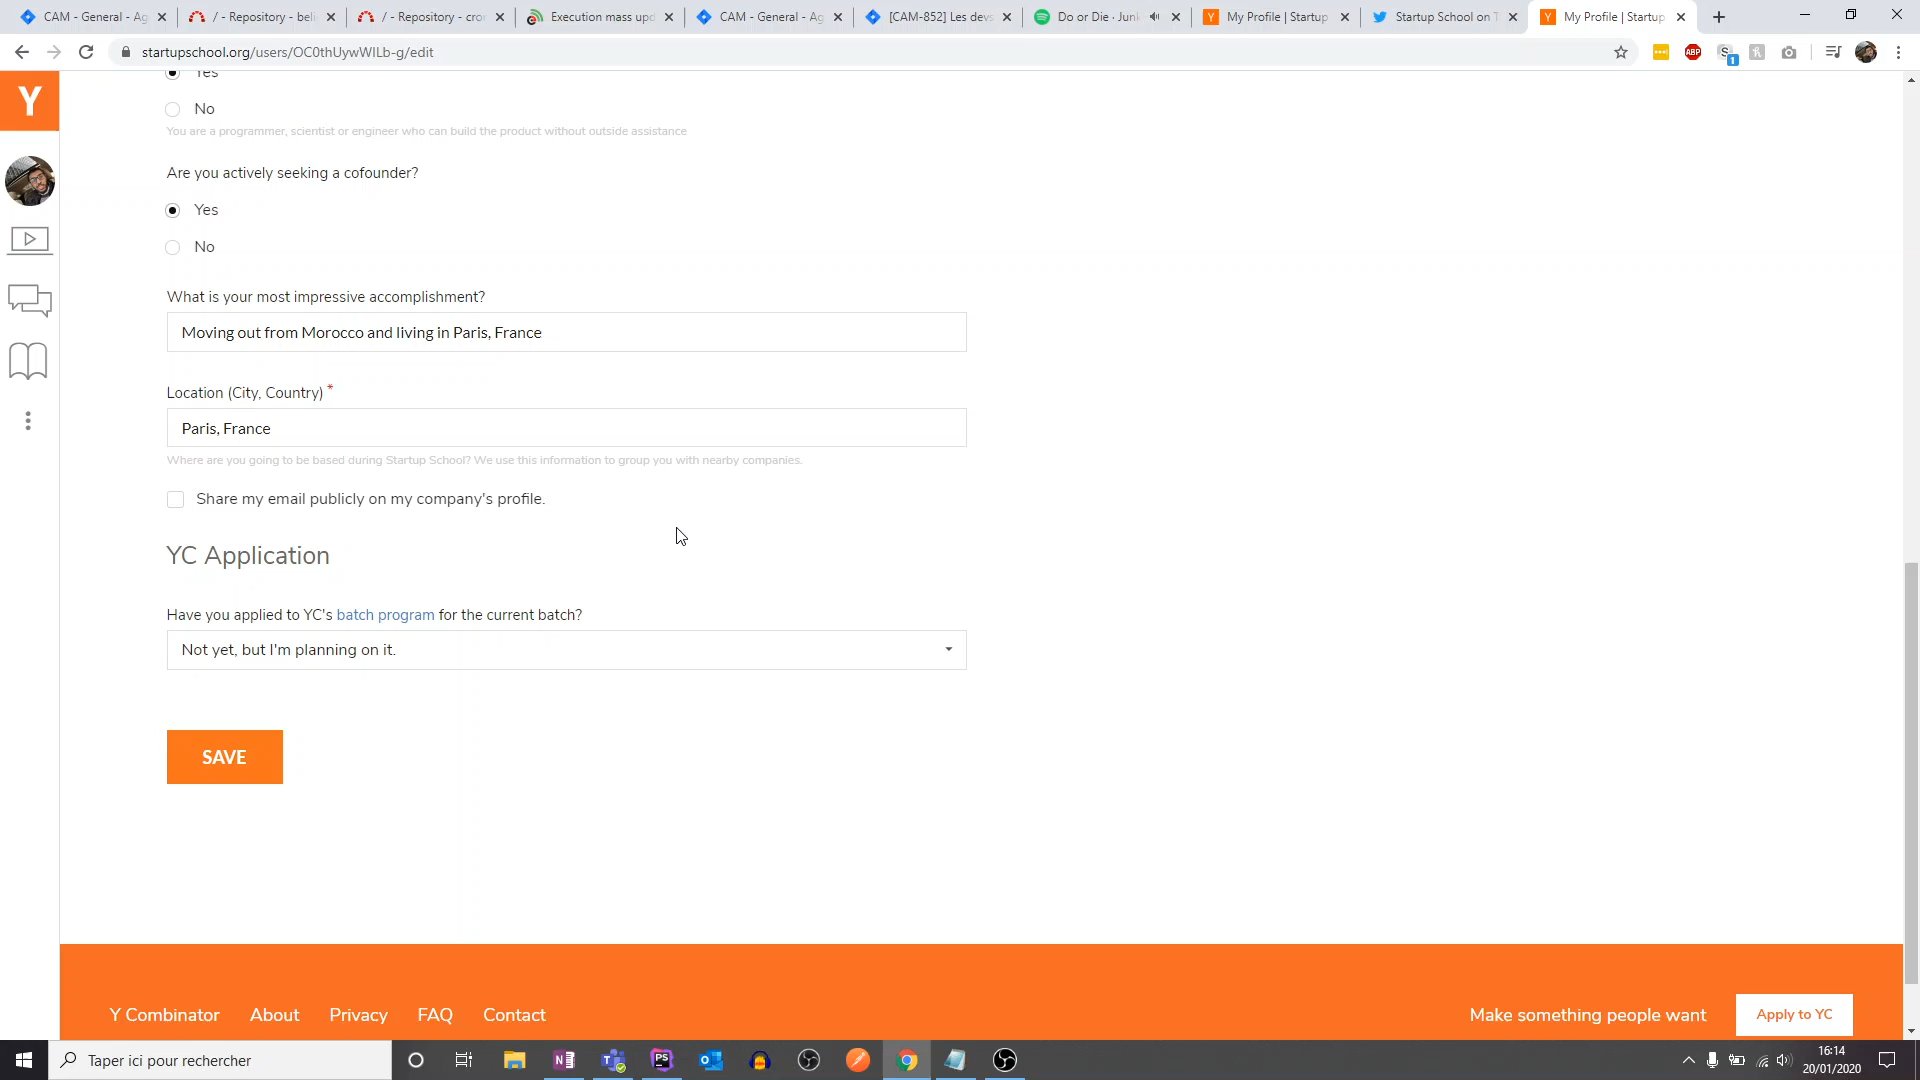 CAM - General - Ag
/ - Repository - beli
/ - Repository - cror
Execution mass upd
CAM - General - Ag
[CAM-852] Les devs
Do or Die · Junk
My Profile | Startup
Startup School on T
My Profile | Startup
startupschool.org/users/OC0thUywWILb-g/edit
ABP
1
Y
Yes
No
You are a programmer, scientist or engineer who can build the product without outside assistance
Are you actively seeking a cofounder?
Yes
No
What is your most impressive accomplishment?
Moving out from Morocco and living in Paris, France
Location (City, Country) *
Paris, France
Where are you going to be based during Startup School? We use this information to group you with nearby companies.
Share my email publicly on my company's profile.
YC Application
Have you applied to YC's batch program for the current batch?
Not yet, but I'm planning on it.
SAVE
Y Combinator About Privacy FAQ Contact
Make something people want
Apply to YC
Taper ici pour rechercher
16:14
20/01/2020